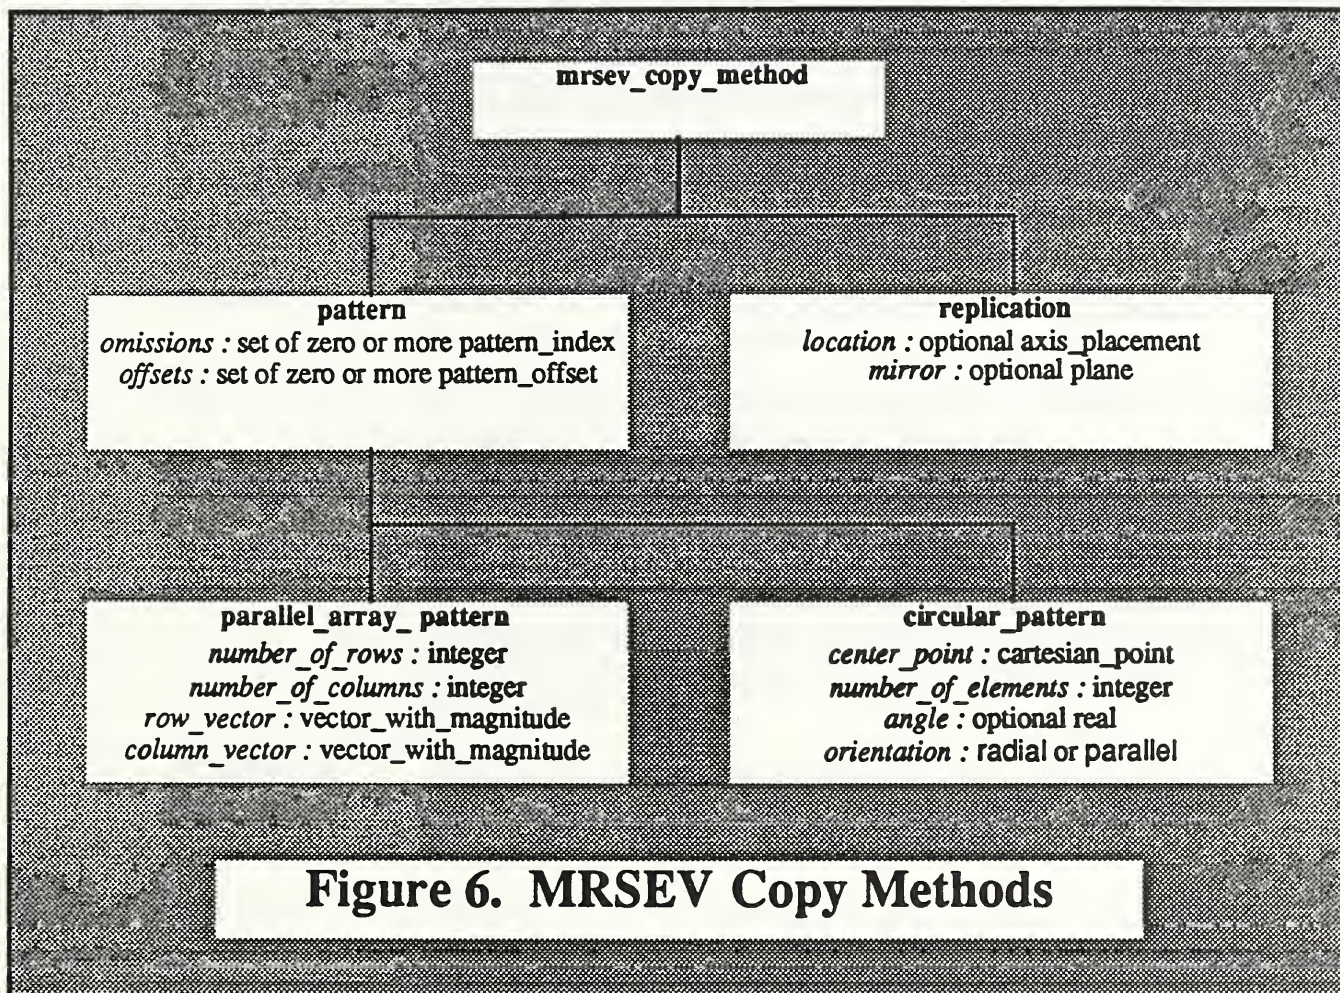 mrsev_copy_method
pattern
omissions : set of zero or more pattern_index
offsets : set of zero or more pattern_offset
replication
location : optional axis_placement
mirror : optional plane
parallel_array_ pattern
number_of_rows : integer
number_of_columns : integer
row_vector : vector_with_magnitude
column_vector : vector_with_magnitude
circular_pattern
center_point : cartesian_point
number_of_elements : integer
angle : optional real
orientation : radial or parallel
Figure 6. MRSEV Copy Methods